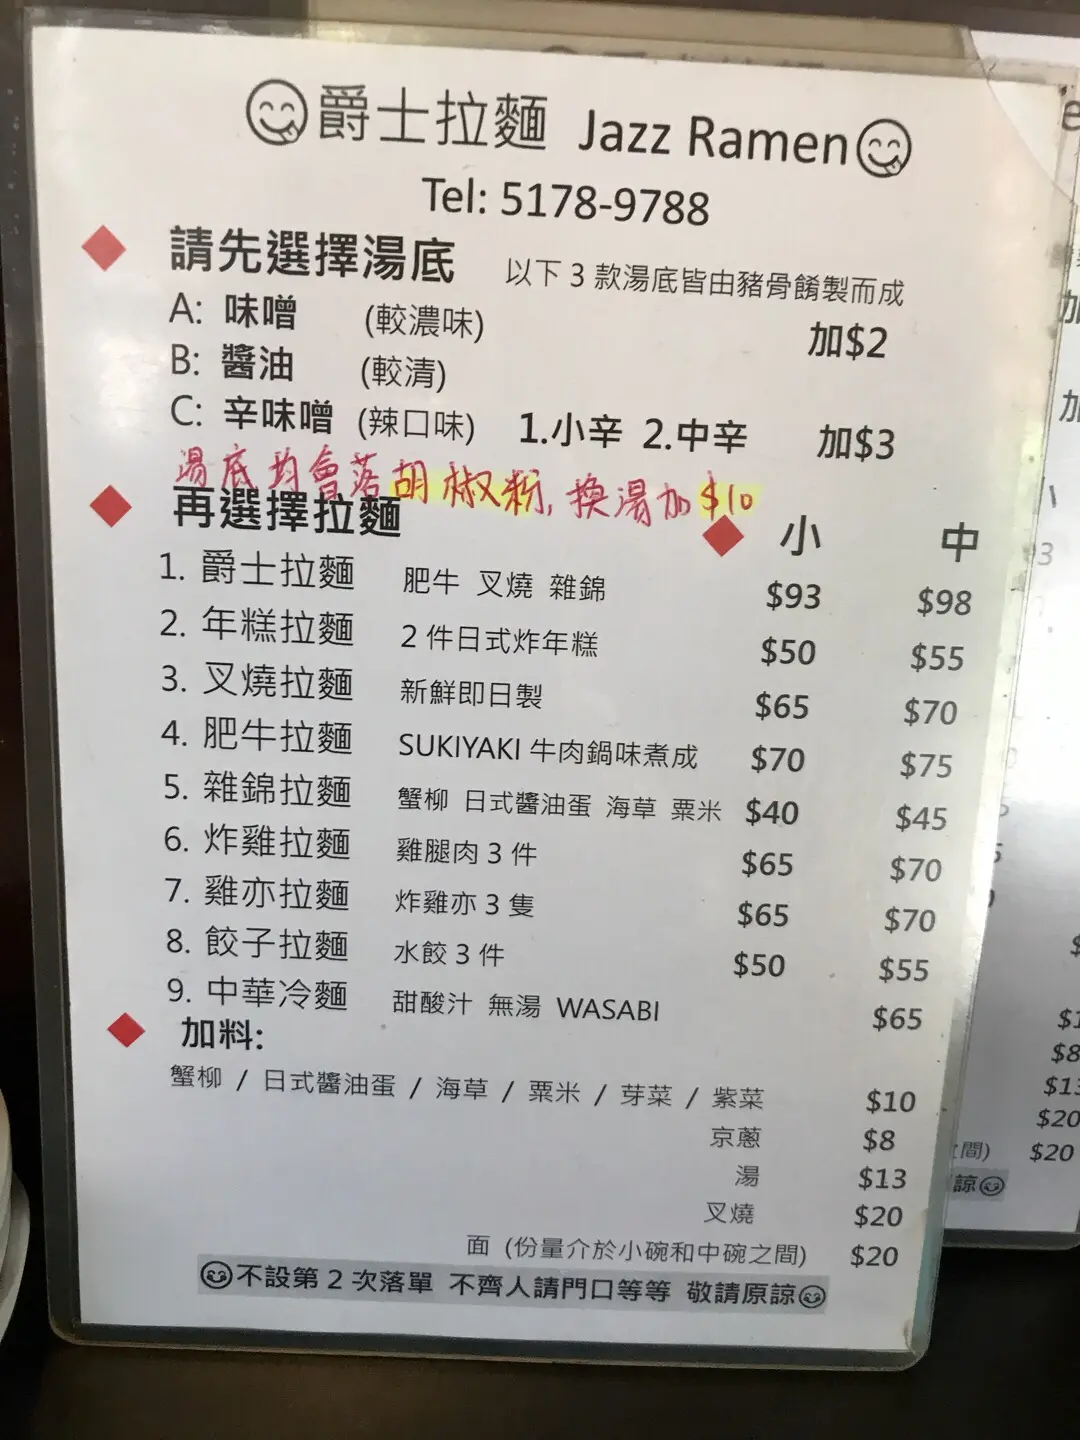 爵士拉麵 Jazz Ramen
Tel: 5178-9788
請先選擇湯底 以下 3 款湯底皆由豬骨餚製而成
A: 味噌 (較濃味) 加$2
B: 醬油 (較清)
C: 辛味噌 (辣口味) 1.小辛 2.中辛 加$3
湯底均會落胡椒粉, 換湯加$10
再選擇拉麵 小 中
1. 爵士拉麵 肥牛 叉燒 雜錦 $93 $98
2. 年糕拉麵 2 件日式炸年糕 $50 $55
3. 叉燒拉麵 新鮮即日製 $65 $70
4. 肥牛拉麵 SUKIYAKI 牛肉鍋味煮成 $70 $75
5. 雜錦拉麵 蟹柳 日式醬油蛋 海草 粟米 $40 $45
6. 炸雞拉麵 雞腿肉 3 件 $65 $70
7. 雞亦拉麵 炸雞亦 3 隻 $65 $70
8. 餃子拉麵 水餃 3 件 $50 $55
9. 中華冷麵 甜酸汁 無湯 WASABI $65
加料:
蟹柳 / 日式醬油蛋 / 海草 / 粟米 / 芽菜 / 紫菜 $10
京蔥 $8
湯 $13
叉燒 $20
面 (份量介於小碗和中碗之間) $20
不設第 2 次落單 不齊人請門口等等 敬請原諒
間) $20
諒